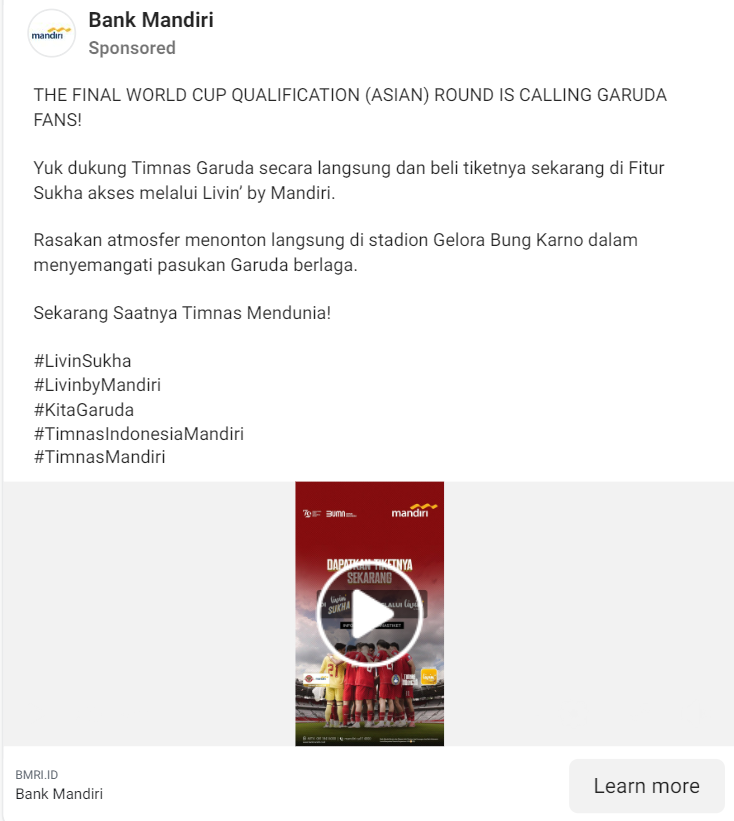 mandiri
Bank Mandiri
Sponsored
THE FINAL WORLD CUP QUALIFICATION (ASIAN) ROUND IS CALLING GARUDA
FANS!
Yuk dukung Timnas Garuda secara langsung dan beli tiketnya sekarang di Fitur
Sukha akses melalui Livin’ by Mandiri.
Rasakan atmosfer menonton langsung di stadion Gelora Bung Karno dalam
menyemangati pasukan Garuda berlaga.
Sekarang Saatnya Timnas Mendunia!
#LivinSukha
#LivinbyMandiri
#KitaGaruda
#TimnasIndonesiaMandiri
#TimnasMandiri
BUMN
mandiri
DAPATKAN TIKETNYA
SEKARANG
SUKHA
BMRI.ID
Bank Mandiri
Learn more